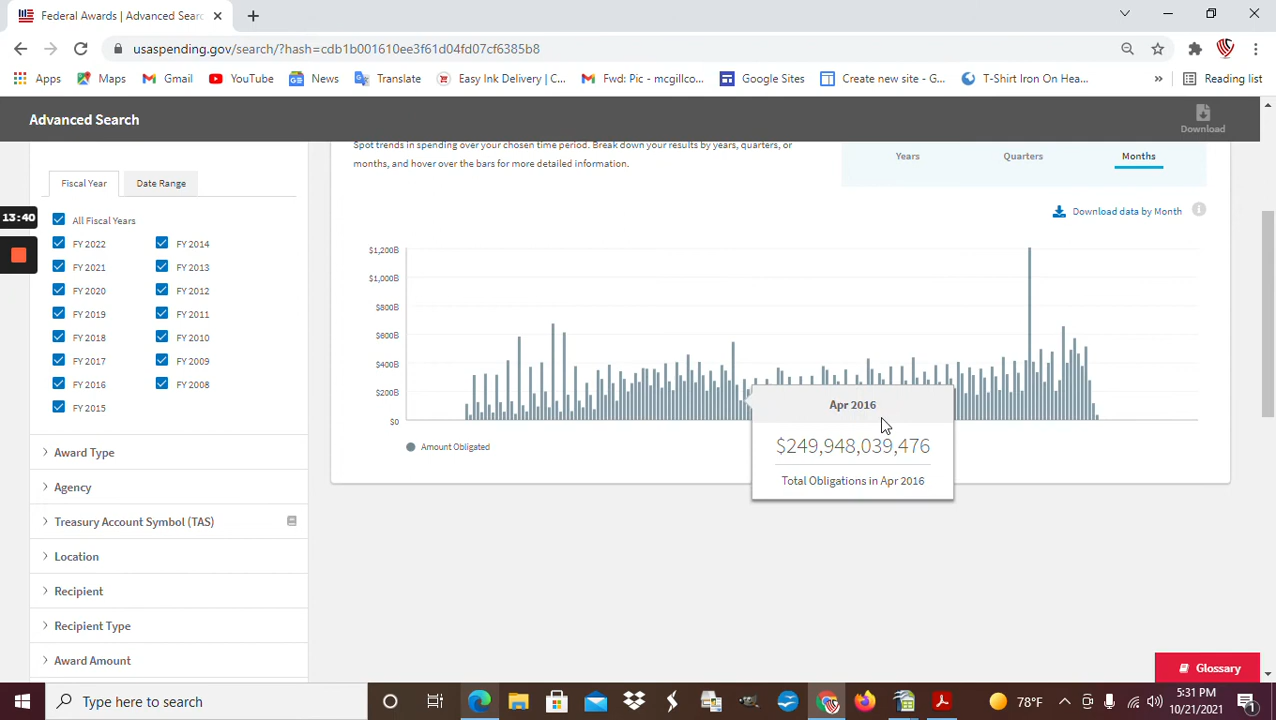 Federal Awards | Advanced Searc
usaspending.gov/search/?hash=cdb1b001610ee3f61d04fd07cf6385b8
Apps Maps Gmail YouTube News Translate Easy Ink Delivery | C... Fwd: Pic - mcgillco... Google Sites Create new site - G... T-Shirt Iron On Hea... » Reading list
Advanced Search
Download
Spot trends in spending over your chosen time period. Break down your results by years, quarters, or
months, and hover over the bars for more detailed information.
Years Quarters Months
Fiscal Year Date Range
Download data by Month
13:40
All Fiscal Years
FY 2022 FY 2014
FY 2021 FY 2013
FY 2020 FY 2012
FY 2019 FY 2011
FY 2018 FY 2010
FY 2017 FY 2009
FY 2016 FY 2008
FY 2015
$1,200B
$1,000B
$800B
$600B
$400B
$200B
$0
Apr 2016
$249,948,039,476
Total Obligations in Apr 2016
Amount Obligated
Award Type
Agency
Treasury Account Symbol (TAS)
Location
Recipient
Recipient Type
Award Amount
Glossary
Type here to search
78°F
5:31 PM
10/21/2021
1